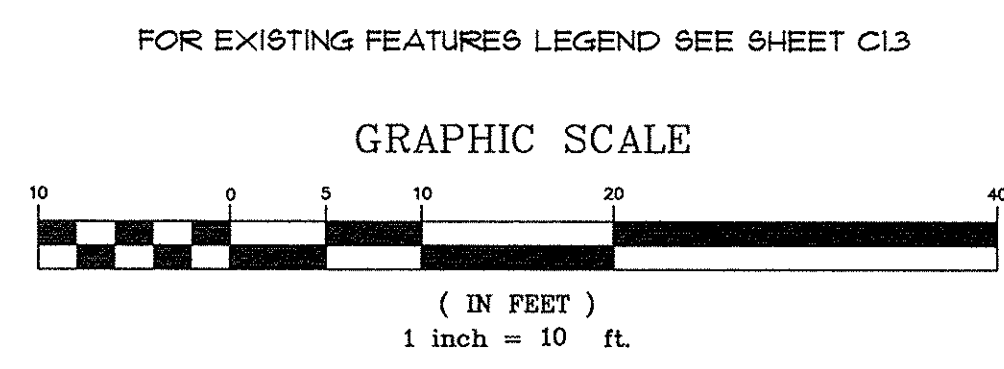 FOR EXISTING FEATURES LEGEND SEE SHEET C1.3
GRAPHIC SCALE
10 0 5 10 20 40
( IN FEET )
1 inch = 10 ft.